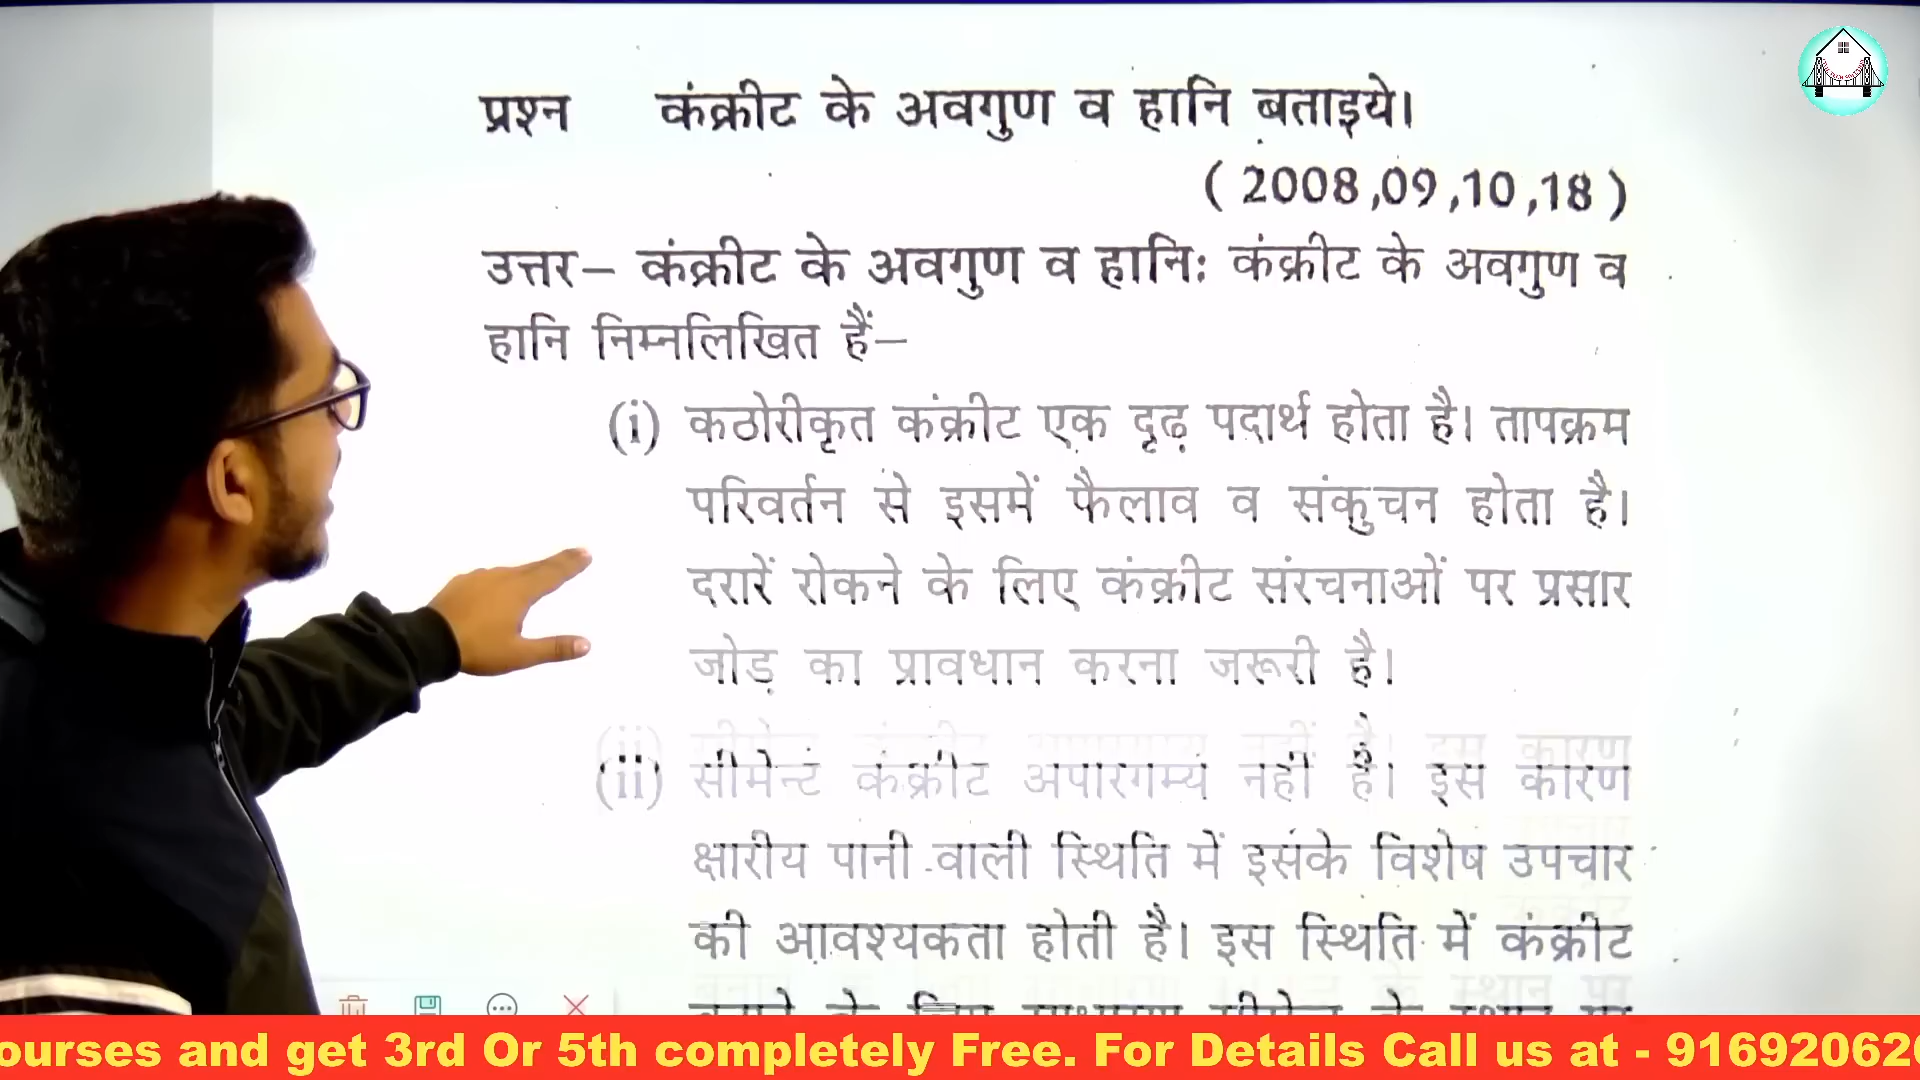 प्रश्न कंक्रीट के अवगुण व हानि बताइये।
( 2008,09,10,18 )
उत्तर– कंक्रीट के अवगुण व हानिः कंक्रीट के अवगुण व
हानि निम्नलिखित हैं–
(i) कठोरीकृत कंक्रीट एक दृढ़ पदार्थ होता है। तापक्रम
परिवर्तन से इसमें फैलाव व संकुचन होता है।
दरारें रोकने के लिए कंक्रीट संरचनाओं पर प्रसार
जोड़ का प्रावधान करना जरूरी है।
(ii) सीमेन्ट कंक्रीट अपारगम्य नहीं है। इस कारण
क्षारीय पानी वाली स्थिति में इसके विशेष उपचार
की आवश्यकता होती है। इस स्थिति में कंक्रीट
ourses and get 3rd Or 5th completely Free. For Details Call us at - 916920620